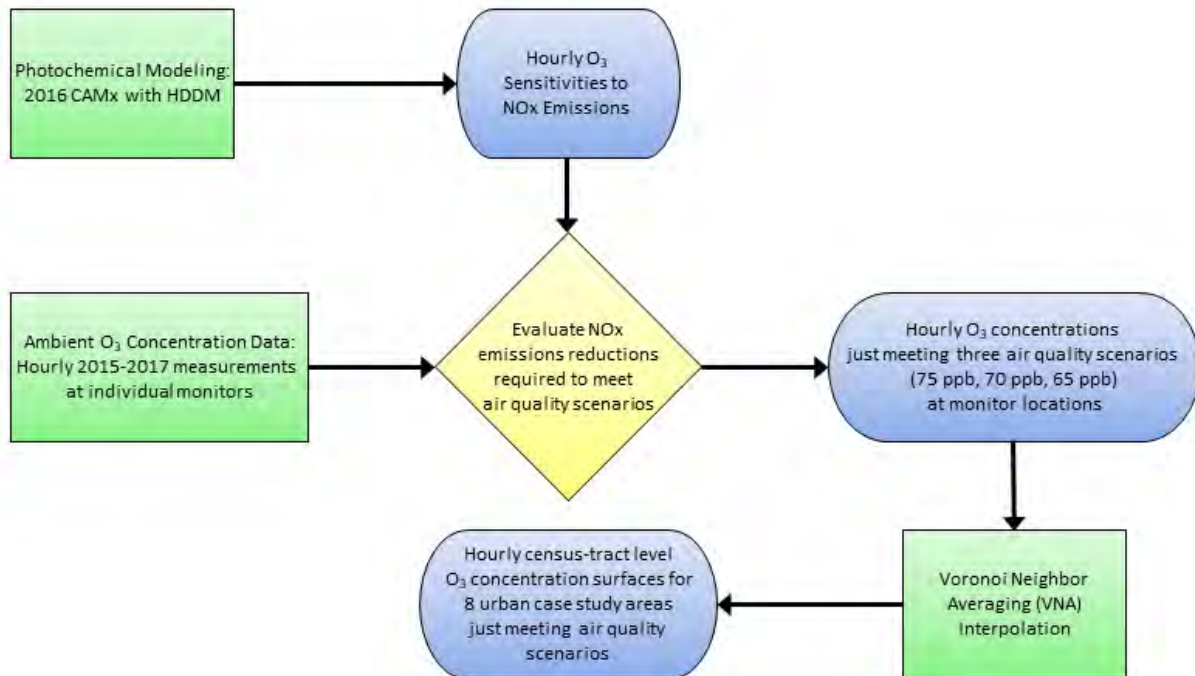 Photochemical Modeling:
2016 CAMx with HDDM
Hourly O₃
Sensitivities to
NOx Emissions
Ambient O₃ Concentration Data:
Hourly 2015-2017 measurements
at individual monitors
Evaluate NOx
emissions reductions
required to meet
air quality scenarios
Hourly O₃ concentrations
just meeting three air quality scenarios
(75 ppb, 70 ppb, 65 ppb)
at monitor locations
Hourly census-tract level
O₃ concentration surfaces for
8 urban case study areas
just meeting air quality
scenarios
Voronoi Neighbor
Averaging (VNA)
Interpolation